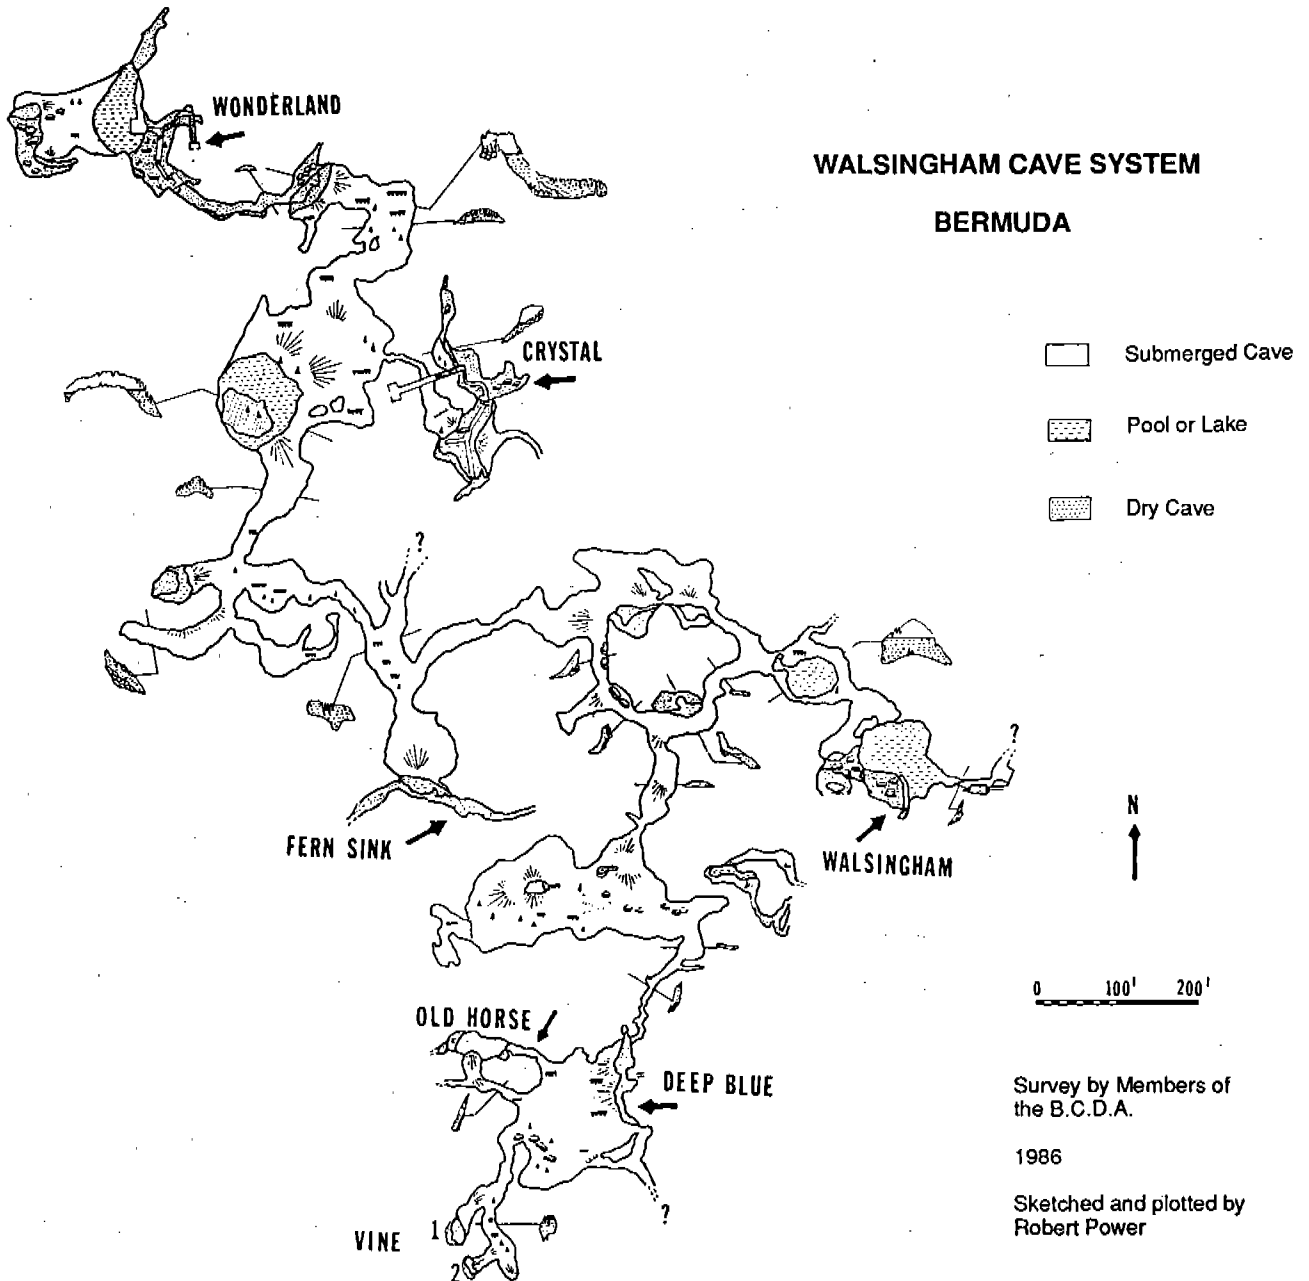 WONDERLAND
WALSINGHAM CAVE SYSTEM
BERMUDA
CRYSTAL
Submerged Cave
Pool or Lake
Dry Cave
?
?
N
FERN SINK
WALSINGHAM
0 100' 200'
OLD HORSE
DEEP BLUE
Survey by Members of
the B.C.D.A.
1986
Sketched and plotted by
Robert Power
?
1
VINE
2